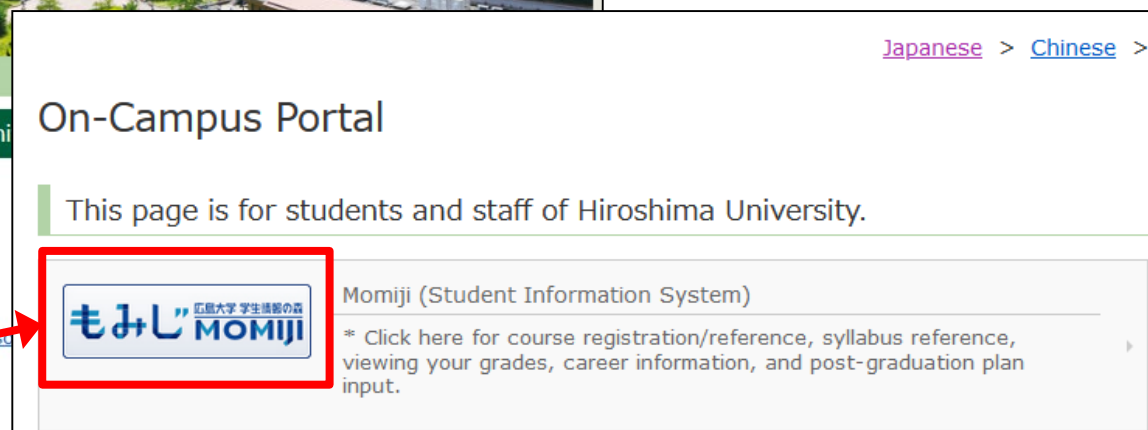 Japanese > Chinese >
On-Campus Portal
This page is for students and staff of Hiroshima University.
もみじ 広島大学 学生情報の森
MOMIJI
Momiji (Student Information System)
* Click here for course registration/reference, syllabus reference,
viewing your grades, career information, and post-graduation plan
input.